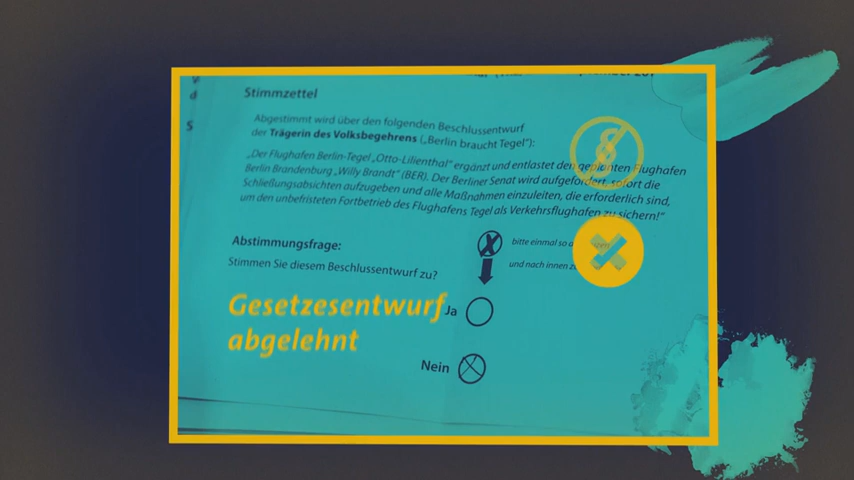 Stimmzettel
Abgestimmt wird über den folgenden Beschlussentwurf
der Trägerin des Volksbegehrens („Berlin braucht Tegel“):
„Der Flughafen Berlin-Tegel „Otto-Lilienthal“ ergänzt und entlastet den geplanten Flughafen
Berlin Brandenburg „Willy Brandt“ (BER). Der Berliner Senat wird aufgefordert, sofort die
Schließungsabsichten aufzugeben und alle Maßnahmen einzuleiten, die erforderlich sind,
um den unbefristeten Fortbetrieb des Flughafens Tegel als Verkehrsflughafen zu sichern!“
Abstimmungsfrage:
Stimmen Sie diesem Beschlussentwurf zu?
bitte einmal so
und nach innen
Gesetzesentwurf
abgelehnt
Ja
Nein